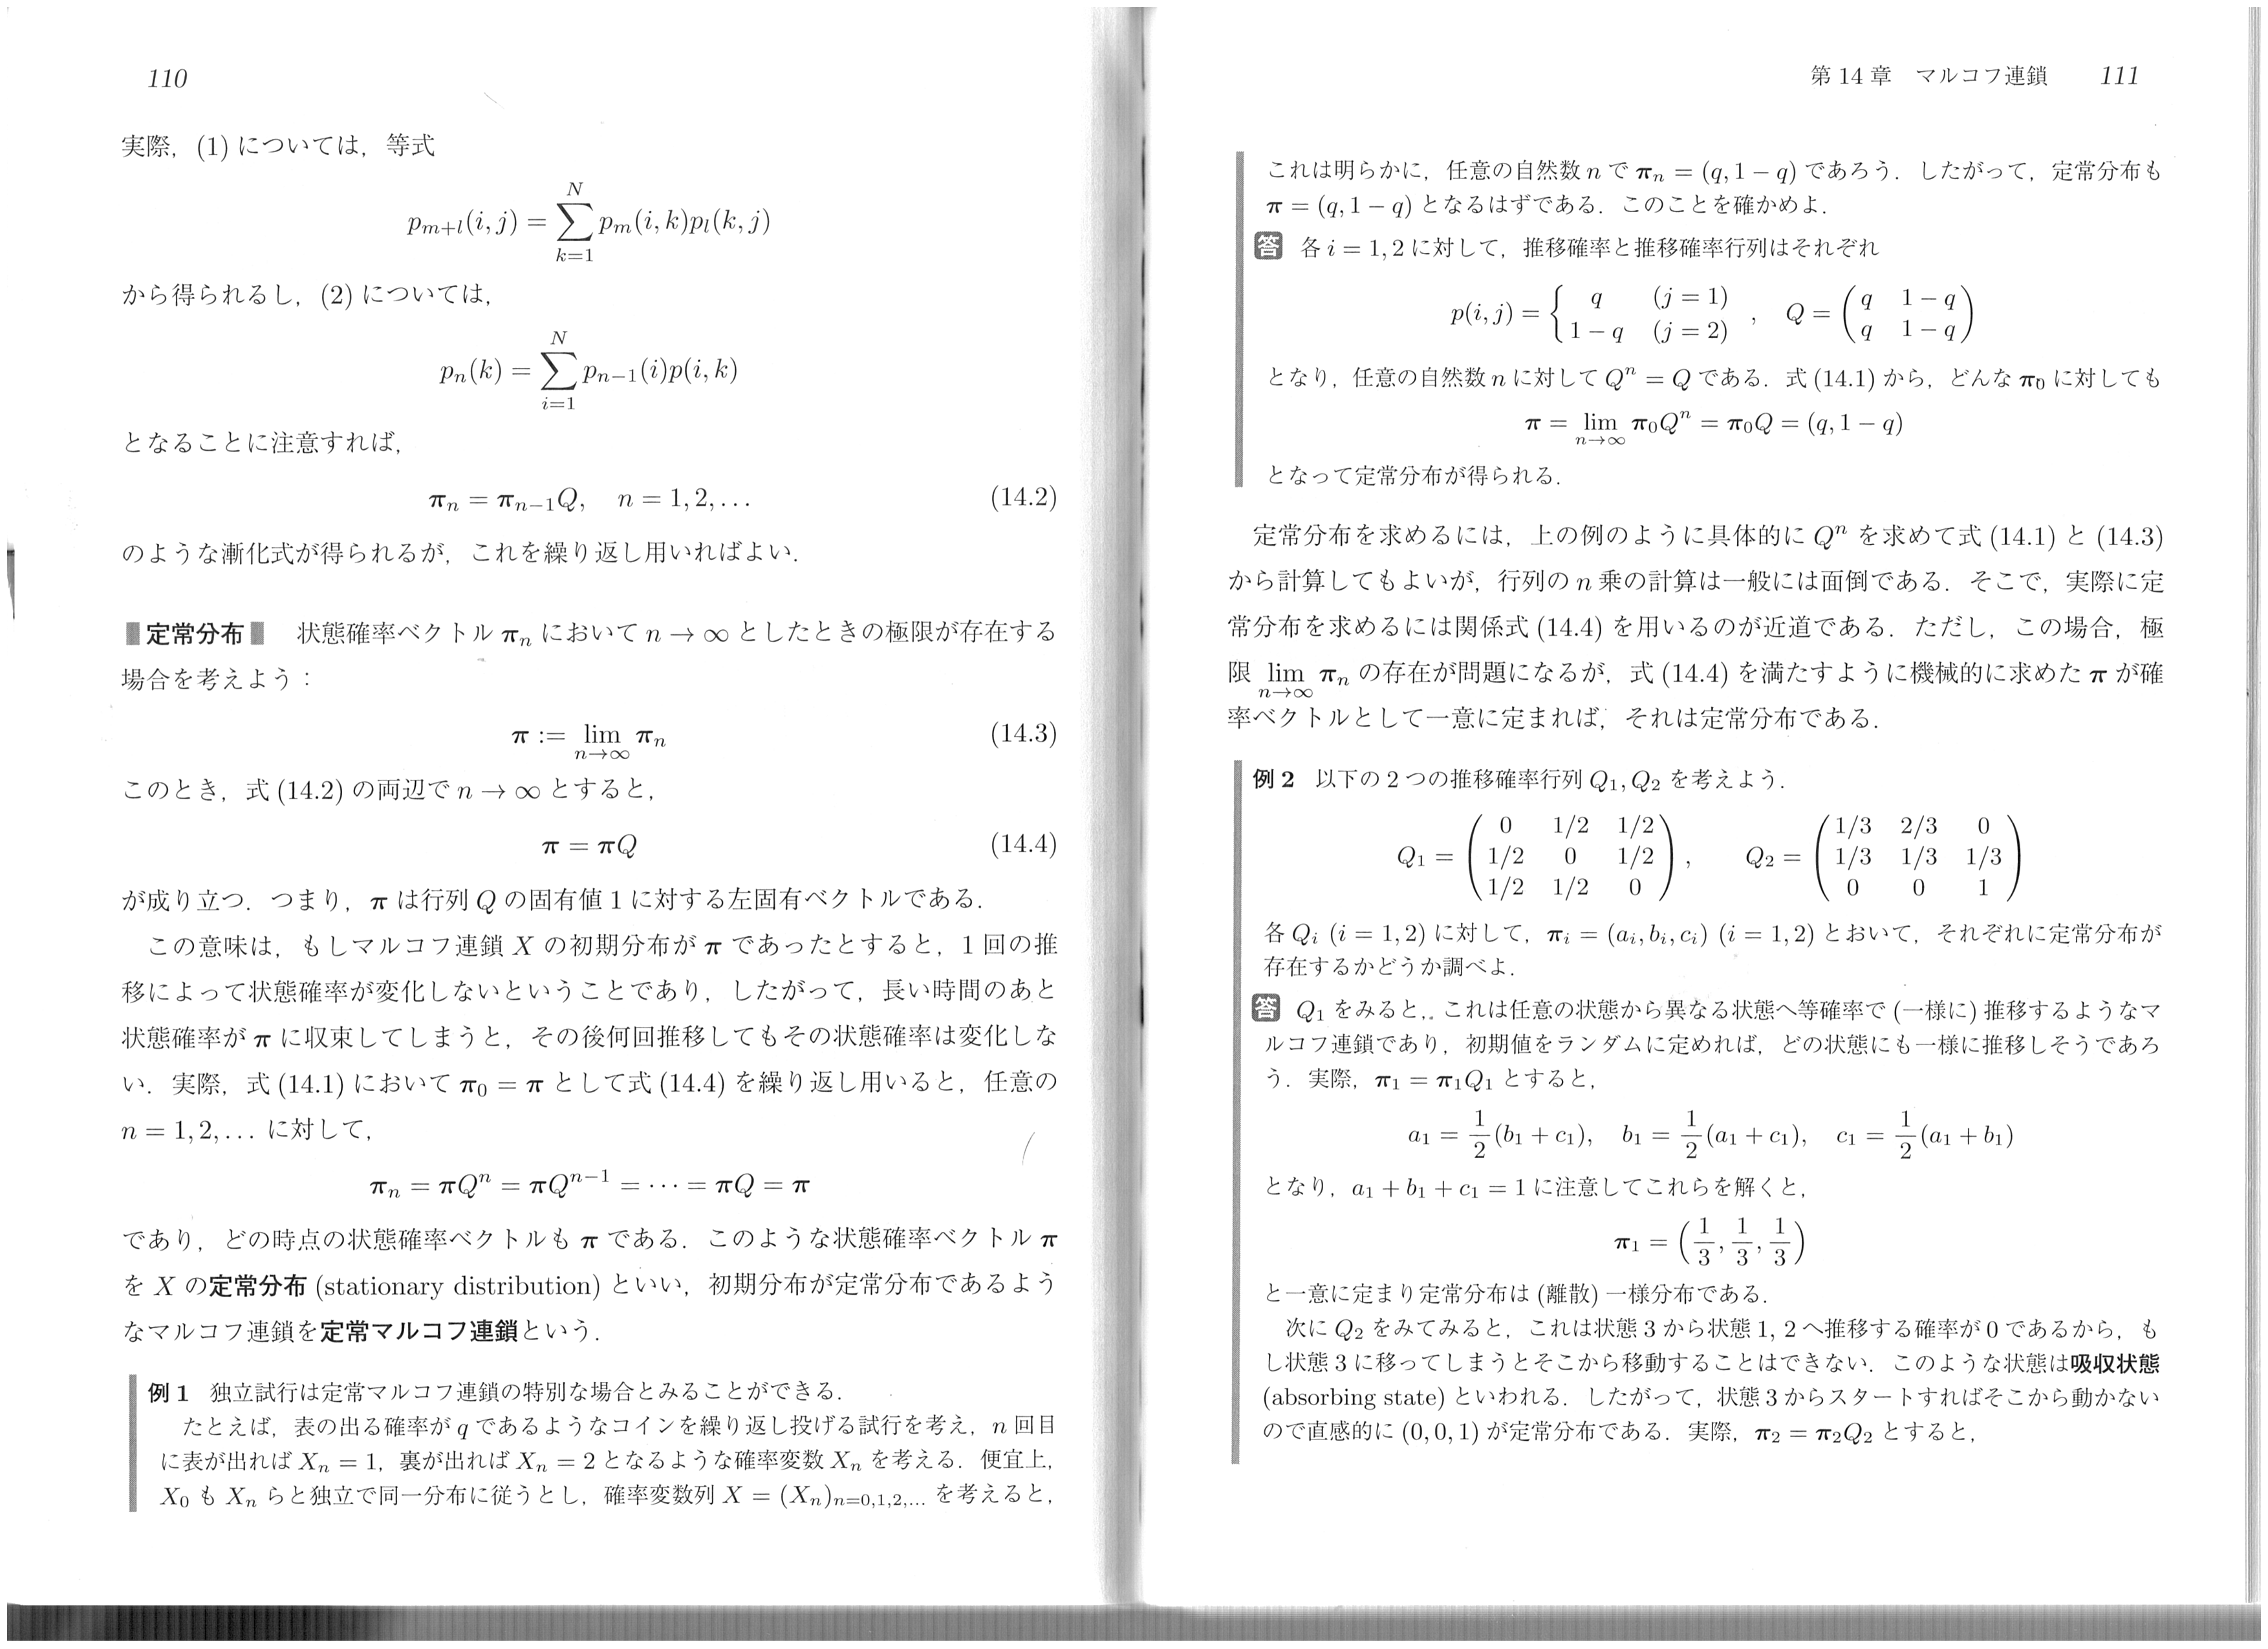 110
実際，(1) については，等式
p_{m+l}(i, j) = \sum_{k=1}^{N} p_m(i, k)p_l(k, j)
から得られるし，(2) については，
p_n(k) = \sum_{i=1}^{N} p_{n-1}(i)p(i, k)
となることに注意すれば，
π_n = π_{n-1}Q, n = 1, 2, . . . (14.2)
のような漸化式が得られるが，これを繰り返し用いればよい．
定常分布 状態確率ベクトル π_n において n → ∞ としたときの極限が存在する
場合を考えよう：
π := \lim_{n→∞} π_n (14.3)
このとき，式 (14.2) の両辺で n → ∞ とすると，
π = πQ (14.4)
が成り立つ．つまり，π は行列 Q の固有値 1 に対する左固有ベクトルである．
この意味は，もしマルコフ連鎖 X の初期分布が π であったとすると，1 回の推
移によって状態確率が変化しないということであり，したがって，長い時間のあと
状態確率が π に収束してしまうと，その後何回推移してもその状態確率は変化しな
い．実際，式 (14.1) において π_0 = π として式 (14.4) を繰り返し用いると，任意の
n = 1, 2, . . . に対して，
π_n = πQ^n = πQ^{n-1} = · · · = πQ = π
であり，どの時点の状態確率ベクトルも π である．このような状態確率ベクトル π
を X の定常分布 (stationary distribution) といい，初期分布が定常分布であるよう
なマルコフ連鎖を定常マルコフ連鎖という．
例 1 独立試行は定常マルコフ連鎖の特別な場合とみることができる．
たとえば，表の出る確率が q であるようなコインを繰り返し投げる試行を考え，n 回目
に表が出れば X_n = 1，裏が出れば X_n = 2 となるような確率変数 X_n を考える．便宜上，
X_0 も X_n らと独立で同一分布に従うとし，確率変数列 X = (X_n)_{n=0,1,2,...} を考えると，
第 14 章 マルコフ連鎖 111
これは明らかに，任意の自然数 n で π_n = (q, 1 − q) であろう．したがって，定常分布も
π = (q, 1 − q) となるはずである．このことを確かめよ．
答 各 i = 1, 2 に対して，推移確率と推移確率行列はそれぞれ
p(i, j) = { q (j = 1) ; 1 − q (j = 2) , Q = ( q 1 − q ; q 1 − q )
となり，任意の自然数 n に対して Q^n = Q である．式 (14.1) から，どんな π_0 に対しても
π = \lim_{n→∞} π_0Q^n = π_0Q = (q, 1 − q)
となって定常分布が得られる．
定常分布を求めるには，上の例のように具体的に Q^n を求めて式 (14.1) と (14.3)
から計算してもよいが，行列の n 乗の計算は一般には面倒である．そこで，実際に定
常分布を求めるには関係式 (14.4) を用いるのが近道である．ただし，この場合，極
限 \lim_{n→∞} π_n の存在が問題になるが，式 (14.4) を満たすように機械的に求めた π が確
率ベクトルとして一意に定まれば，それは定常分布である．
例 2 以下の 2 つの推移確率行列 Q_1, Q_2 を考えよう．
Q_1 = ( 0 1/2 1/2 ; 1/2 0 1/2 ; 1/2 1/2 0 ), Q_2 = ( 1/3 2/3 0 ; 1/3 1/3 1/3 ; 0 0 1 )
各 Q_i (i = 1, 2) に対して，π_i = (a_i, b_i, c_i) (i = 1, 2) とおいて，それぞれに定常分布が
存在するかどうか調べよ．
答 Q_1 をみると，これは任意の状態から異なる状態へ等確率で (一様に) 推移するようなマ
ルコフ連鎖であり，初期値をランダムに定めれば，どの状態にも一様に推移しそうであろ
う．実際，π_1 = π_1Q_1 とすると，
a_1 = \frac{1}{2}(b_1 + c_1), b_1 = \frac{1}{2}(a_1 + c_1), c_1 = \frac{1}{2}(a_1 + b_1)
となり，a_1 + b_1 + c_1 = 1 に注意してこれらを解くと，
π_1 = (\frac{1}{3}, \frac{1}{3}, \frac{1}{3})
と一意に定まり定常分布は (離散) 一様分布である．
次に Q_2 をみてみると，これは状態 3 から状態 1, 2 へ推移する確率が 0 であるから，も
し状態 3 に移ってしまうとそこから移動することはできない．このような状態は吸収状態
(absorbing state) といわれる．したがって，状態 3 からスタートすればそこから動かない
ので直感的に (0, 0, 1) が定常分布である．実際，π_2 = π_2Q_2 とすると，